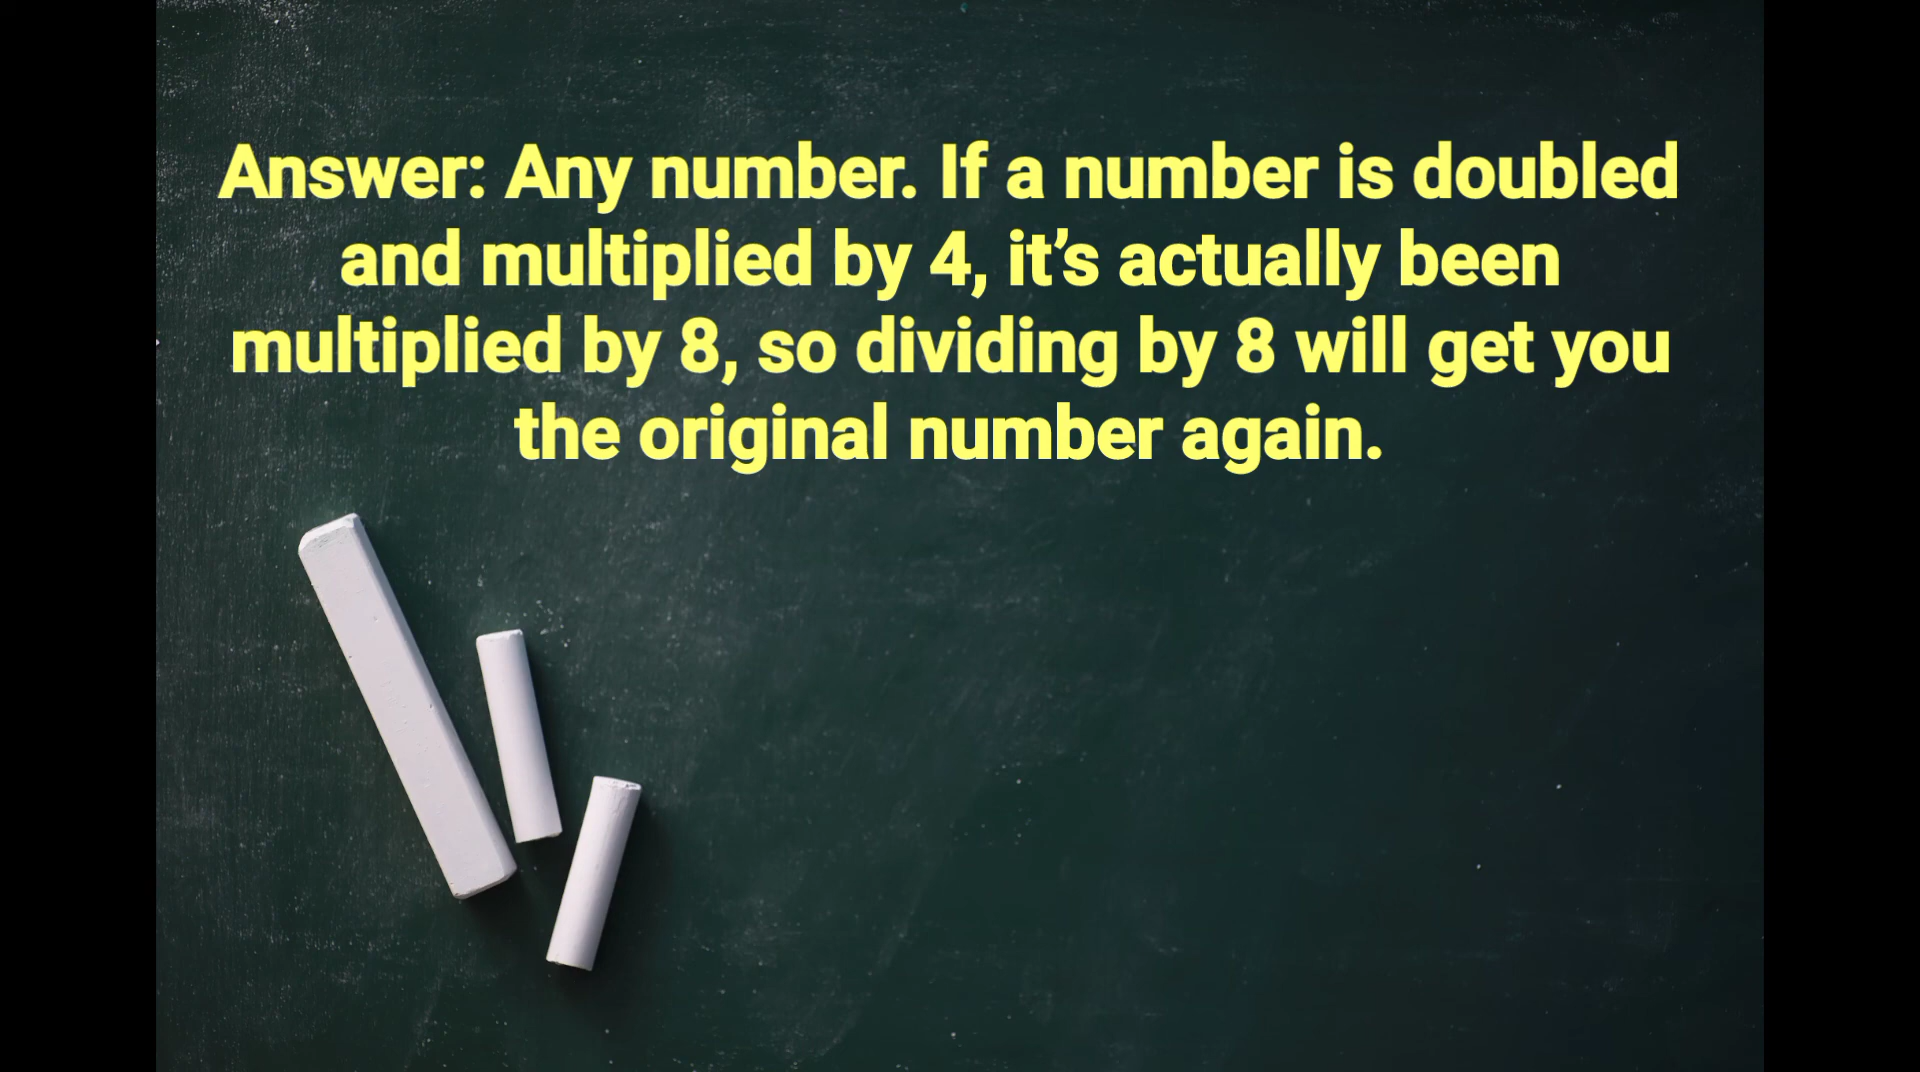 Answer: Any number. If a number is doubled
and multiplied by 4, it’s actually been
multiplied by 8, so dividing by 8 will get you
the original number again.